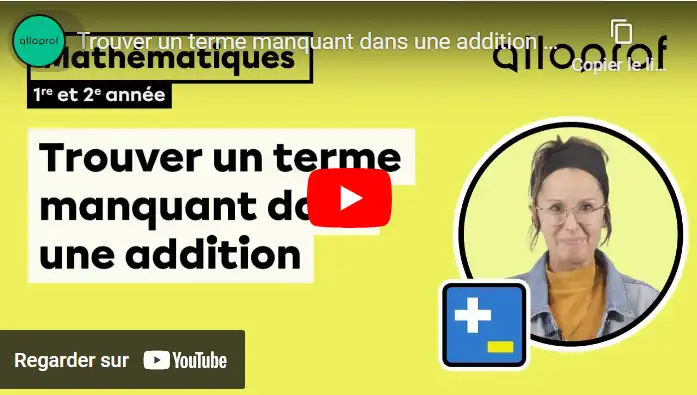 alloprof
Trouver un terme manquant dans une addition ...
Copier le li...
alloprof
Mathématiques
1re et 2e année
Trouver un terme
manquant da
une addition
Regarder sur YouTube